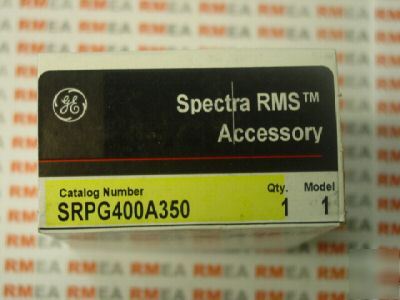 GE
Spectra RMS™
Accessory
Catalog Number Qty. Model
SRPG400A350 1 1